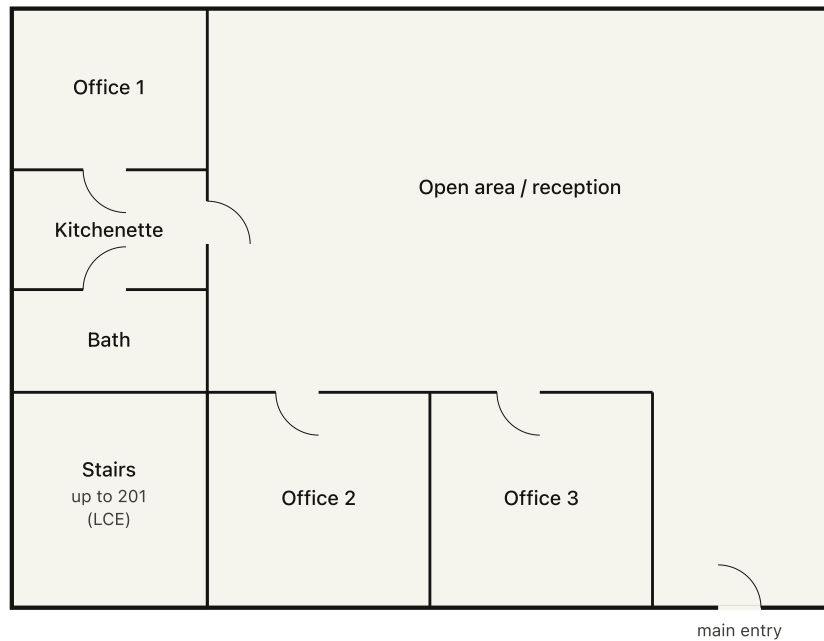 Office 1
Open area / reception
Kitchenette
Bath
Stairs
up to 201
(LCE)
Office 2
Office 3
main entry